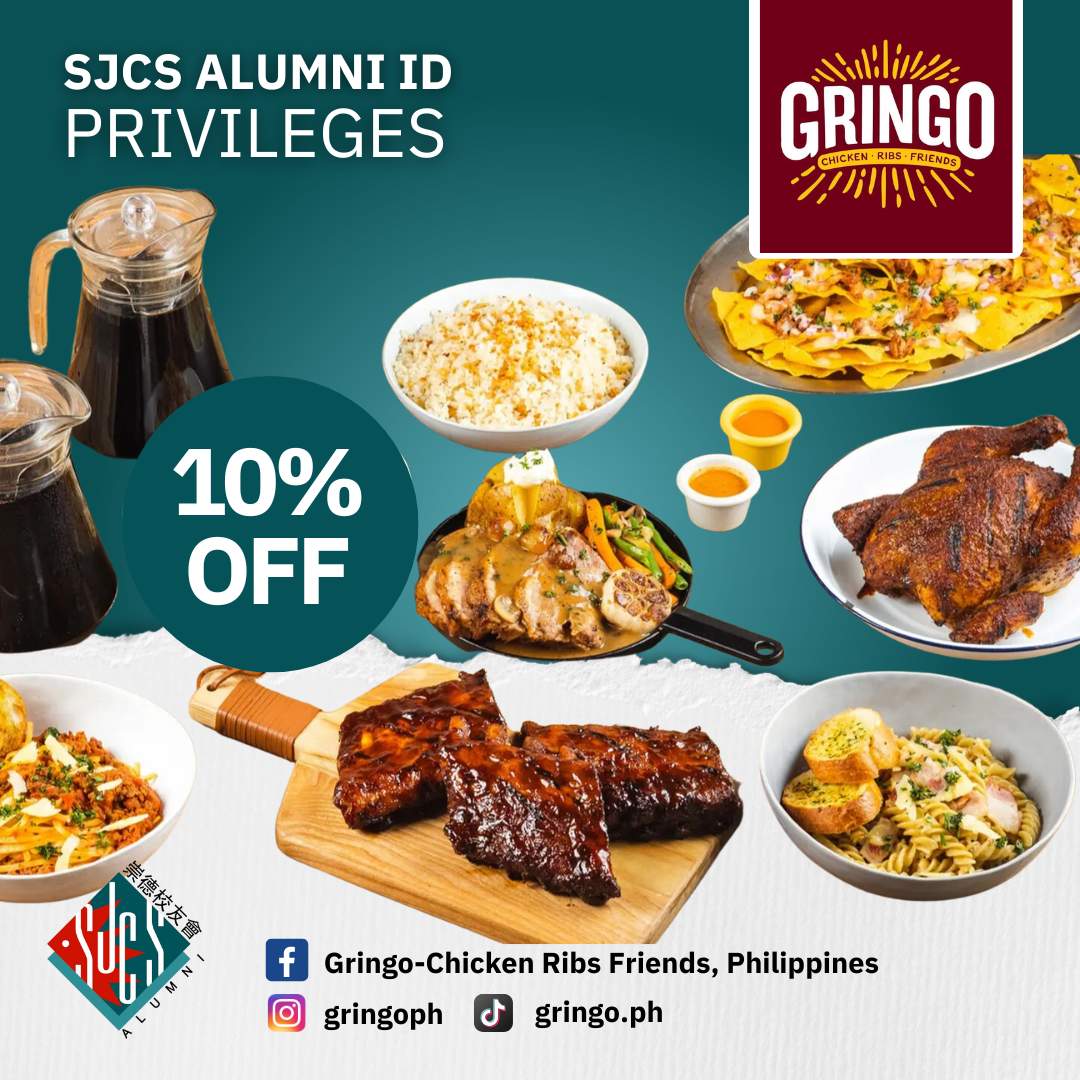 SJCS ALUMNI ID
PRIVILEGES
GRINGO
CHICKEN · RIBS · FRIENDS
10%
OFF
崇德校友會
SJCS
ALUMNI
Gringo-Chicken Ribs Friends, Philippines
gringoph
gringo.ph